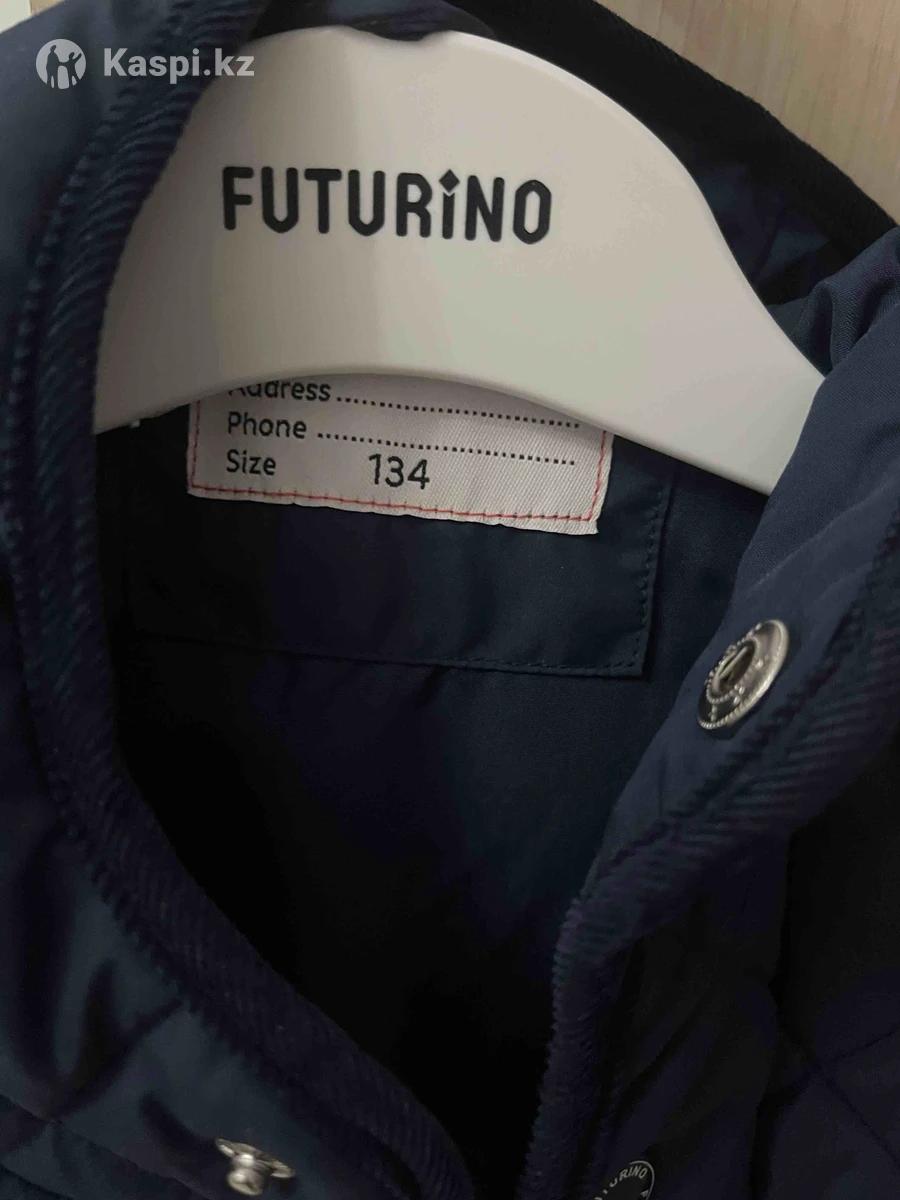 Kaspi.kz
FUTURINO
Address
Phone
Size 134